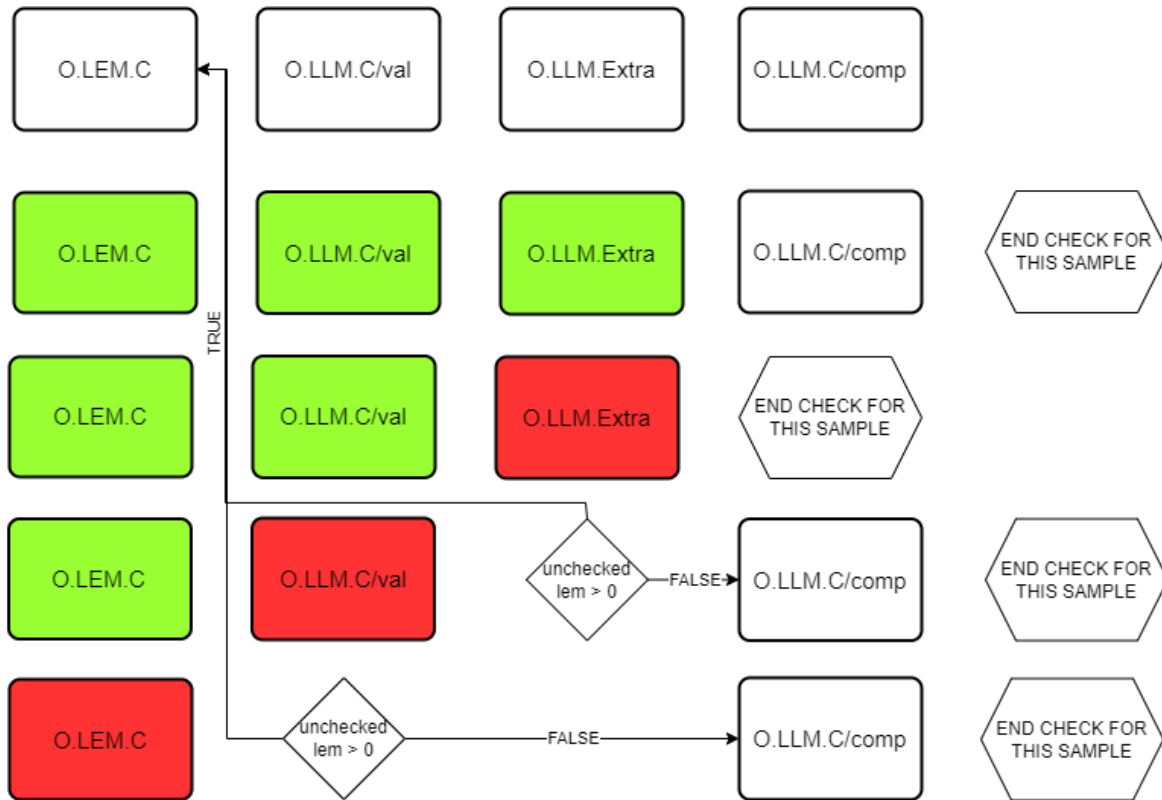 O.LEM.C
O.LLM.C/val
O.LLM.Extra
O.LLM.C/comp
O.LEM.C
O.LLM.C/val
O.LLM.Extra
O.LLM.C/comp
END CHECK FOR
THIS SAMPLE
TRUE
O.LEM.C
O.LLM.C/val
O.LLM.Extra
END CHECK FOR
THIS SAMPLE
O.LEM.C
O.LLM.C/val
unchecked
lem > 0
FALSE
O.LLM.C/comp
END CHECK FOR
THIS SAMPLE
O.LEM.C
unchecked
lem > 0
FALSE
O.LLM.C/comp
END CHECK FOR
THIS SAMPLE